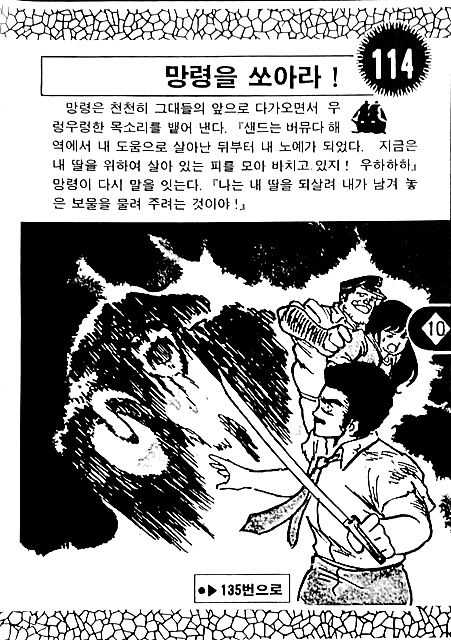 114
망령을 쏘아라 !
망령은 천천히 그대들의 앞으로 다가오면서 우
렁우렁한 목소리를 뱉어 낸다. 『샌드는 버뮤다 해
역에서 내 도움으로 살아난 뒤부터 내 노예가 되었다. 지금은
내 딸을 위하여 살아 있는 피를 모아 바치고 있지! 우하하하』
망령이 다시 말을 잇는다. 『나는 내 딸을 되살려 내가 남겨 놓
은 보물을 물려 주려는 것이야!』
10
●▶135번으로